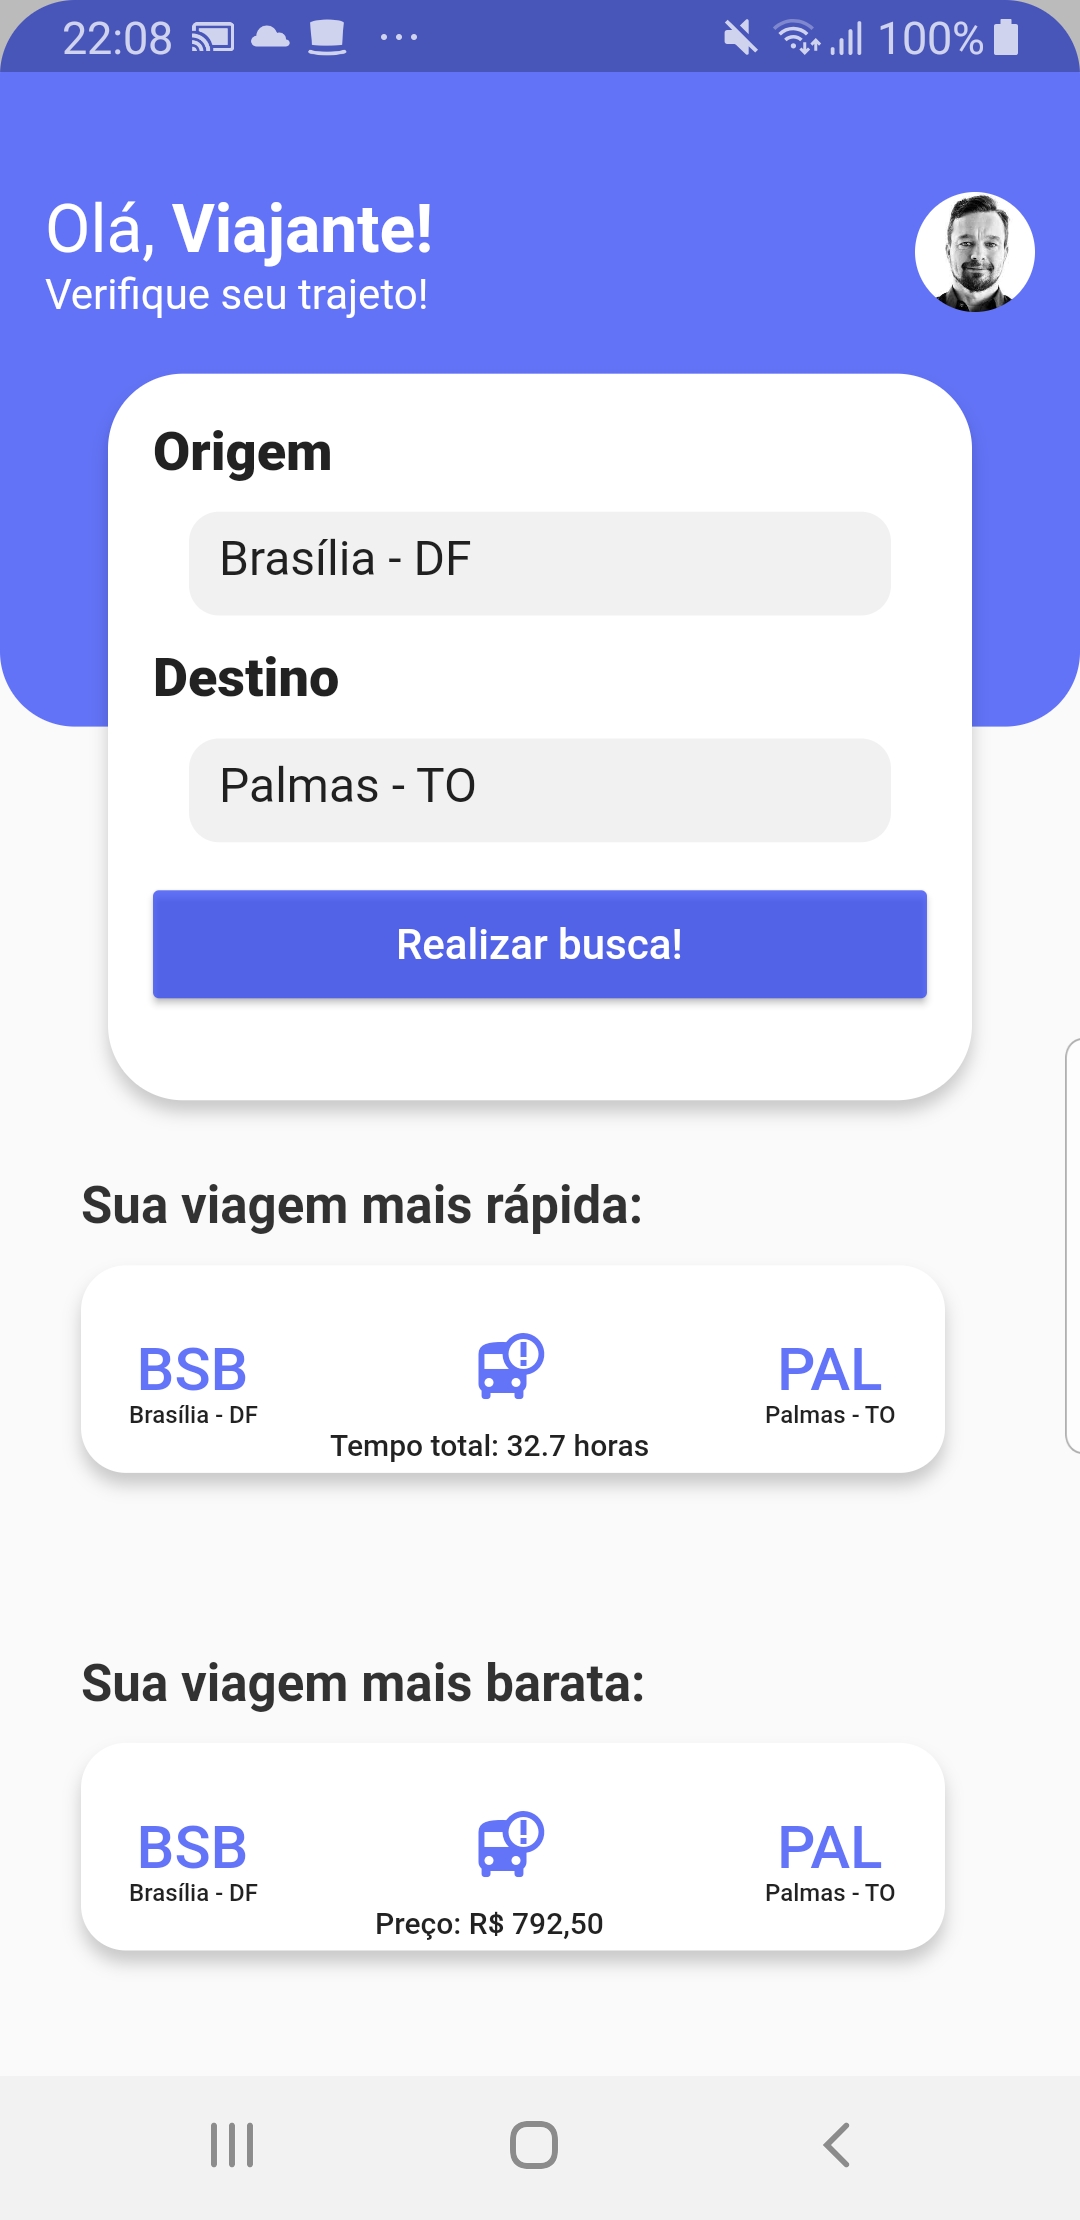 22:08
100%
Olá, Viajante!
Verifique seu trajeto!
Origem
Brasília - DF
Destino
Palmas - TO
Realizar busca!
Sua viagem mais rápida:
BSB
PAL
Brasília - DF
Palmas - TO
Tempo total: 32.7 horas
Sua viagem mais barata:
BSB
PAL
Brasília - DF
Palmas - TO
Preço: R$ 792,50